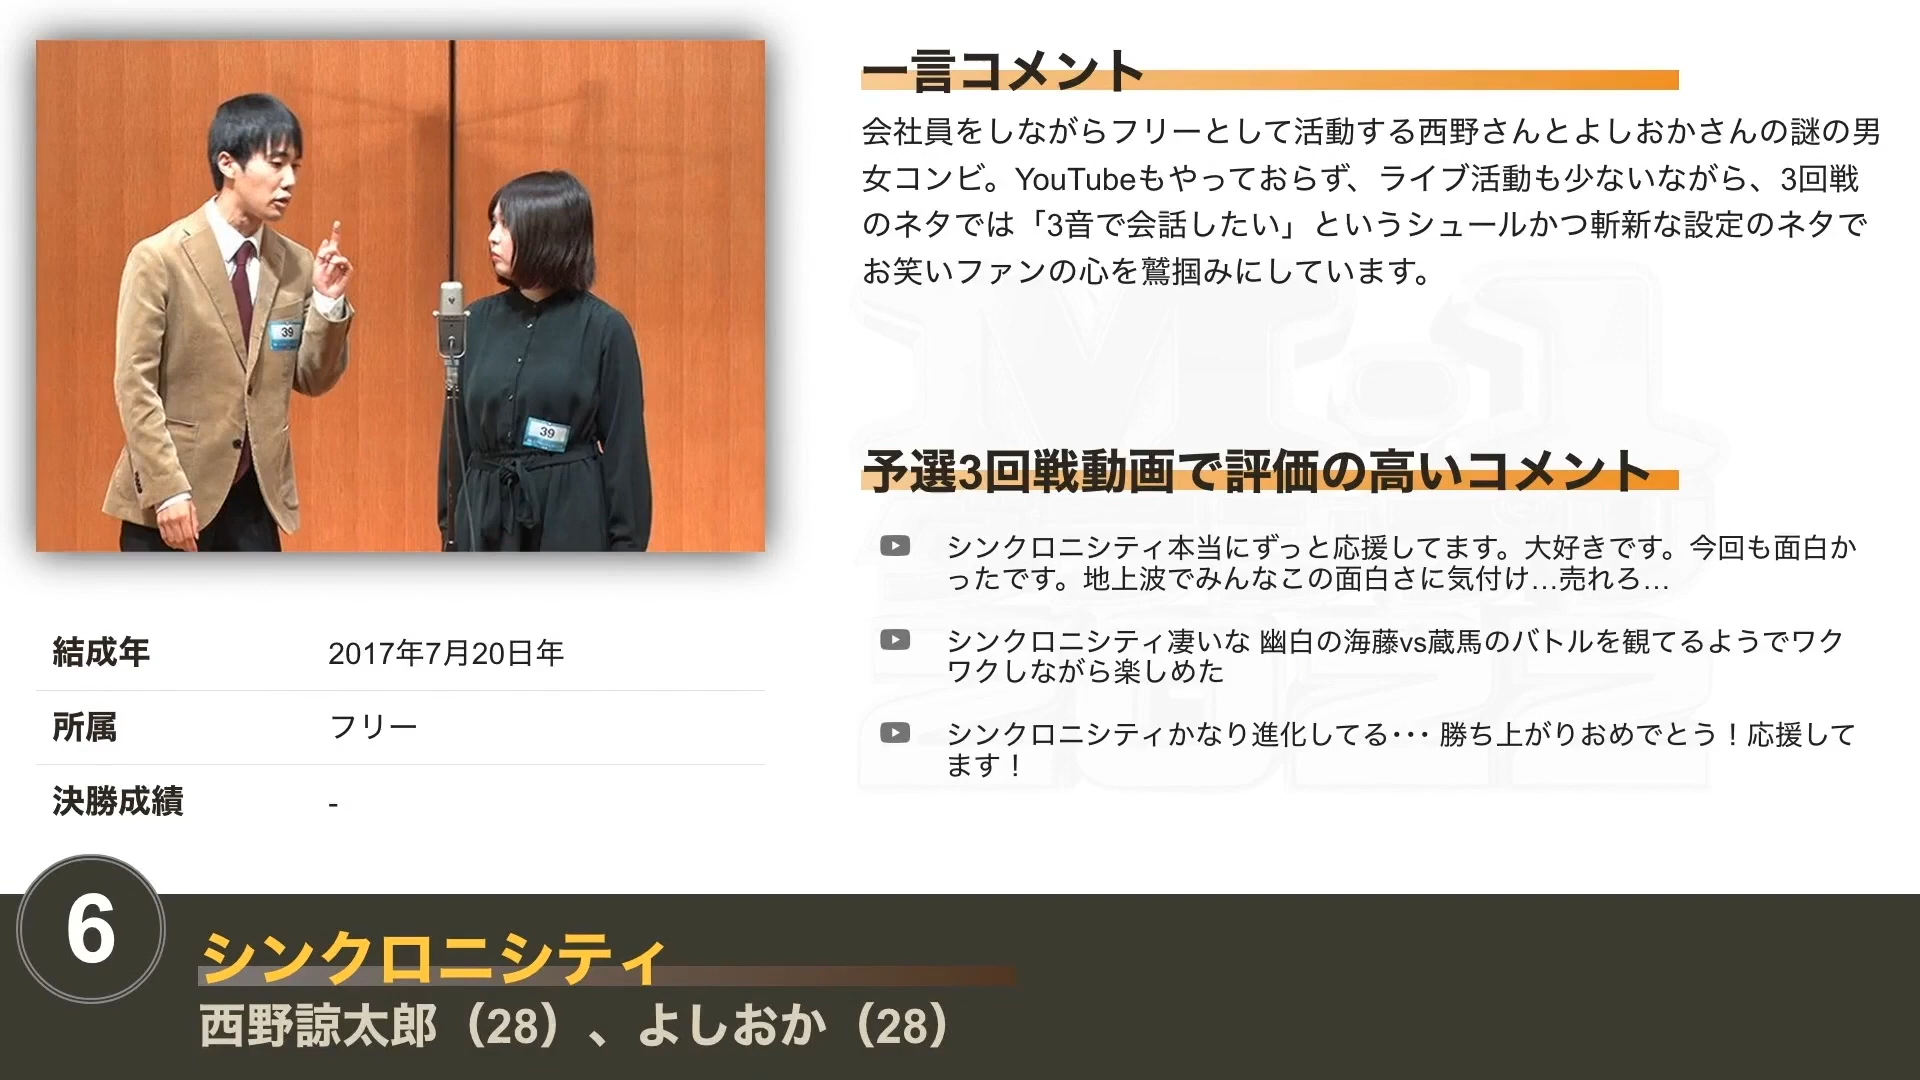 39
39
結成年 2017年7月20日年
所属 フリー
決勝成績 -
一言コメント
会社員をしながらフリーとして活動する西野さんとよしおかさんの謎の男
女コンビ。YouTubeもやっておらず、ライブ活動も少ないながら、3回戦
のネタでは「3音で会話したい」というシュールかつ斬新な設定のネタで
お笑いファンの心を鷲掴みにしています。
予選3回戦動画で評価の高いコメント
シンクロニシティ本当にずっと応援してます。大好きです。今回も面白か
ったです。地上波でみんなこの面白さに気付け…売れろ…
シンクロニシティ凄いな 幽白の海藤vs蔵馬のバトルを観てるようでワク
ワクしながら楽しめた
シンクロニシティかなり進化してる･･･ 勝ち上がりおめでとう！応援して
ます！
M-1
2022
6
シンクロニシティ
西野諒太郎（28）、よしおか（28）